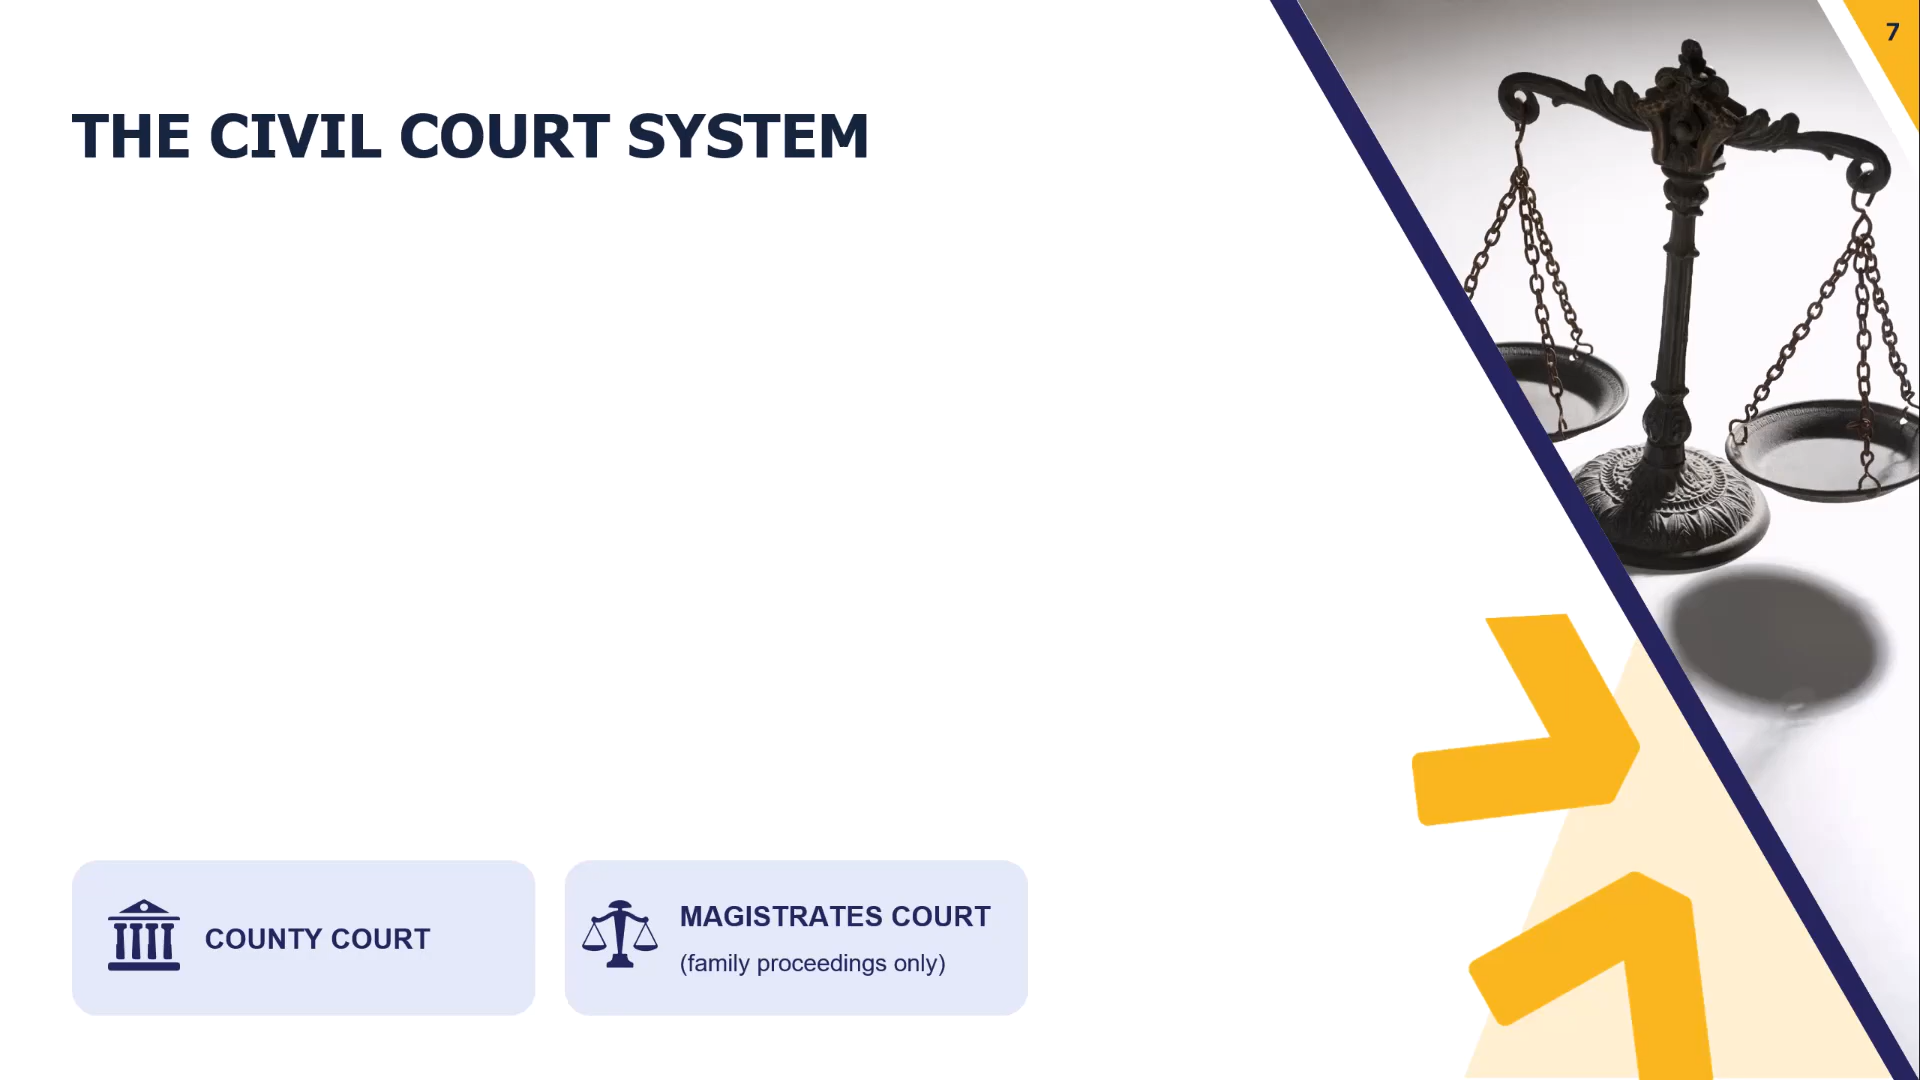 7
THE CIVIL COURT SYSTEM
COUNTY COURT
MAGISTRATES COURT
(family proceedings only)